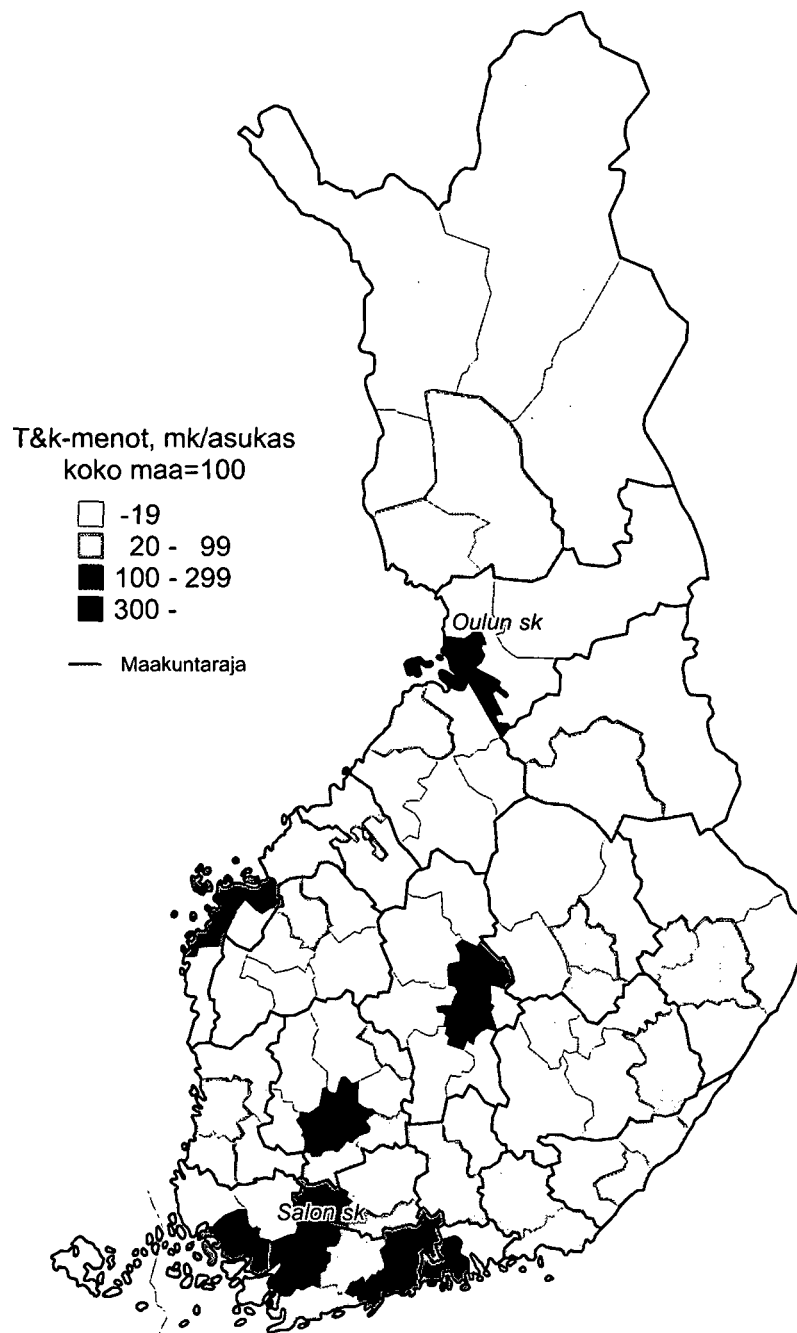 T&k-menot, mk/asukas
koko maa=100
-19
20 - 99
100 - 299
300 -
Maakuntaraja
Oulun sk
Salon sk